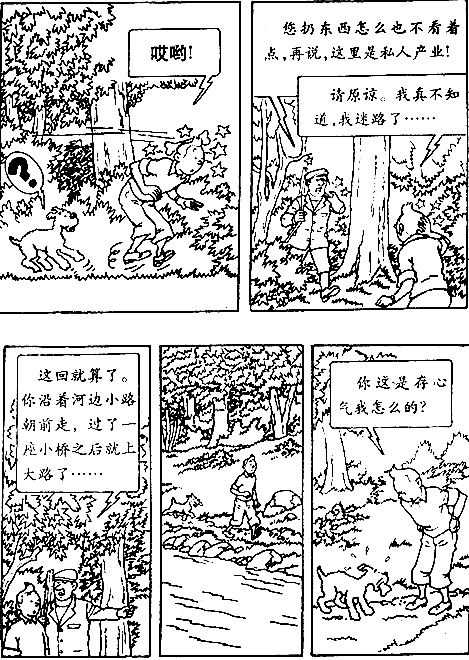 哎哟!
?
您扔东西怎么也不看着
点,再说,这里是私人产业!
请原谅。我真不知
道,我迷路了……
这回就算了。
你沿着河边小路
朝前走,过了一
座小桥之后就上
大路了……
你这是存心
气我怎么的?